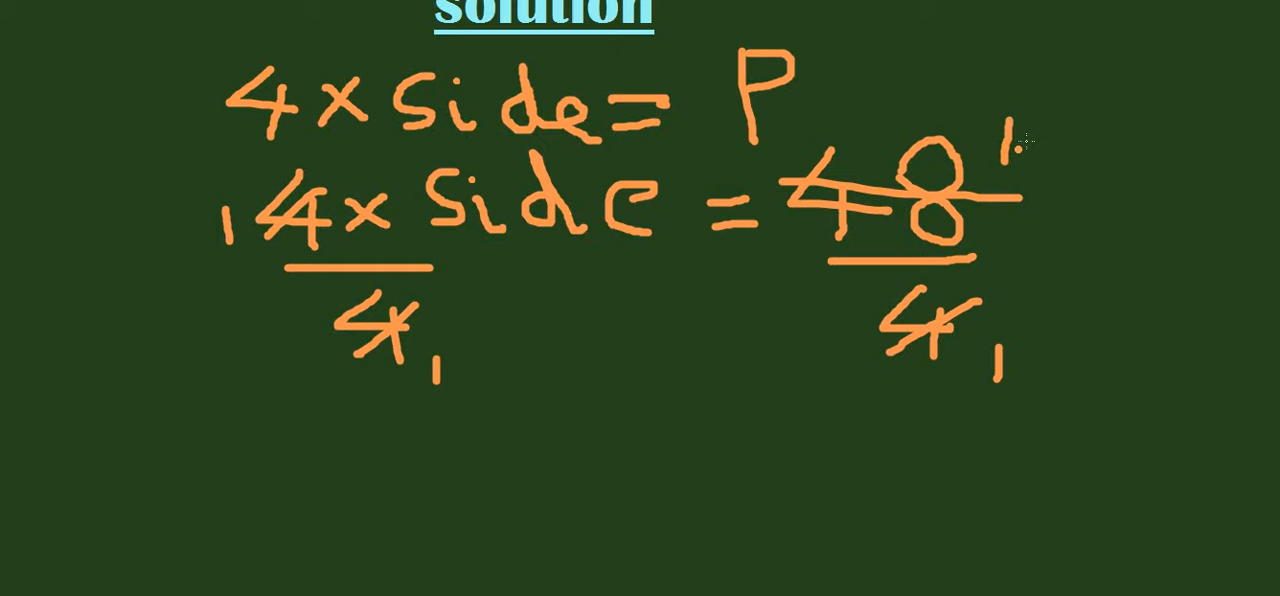 solution
4 x side = P
1 4 x side = 48 1
4 1 4 1